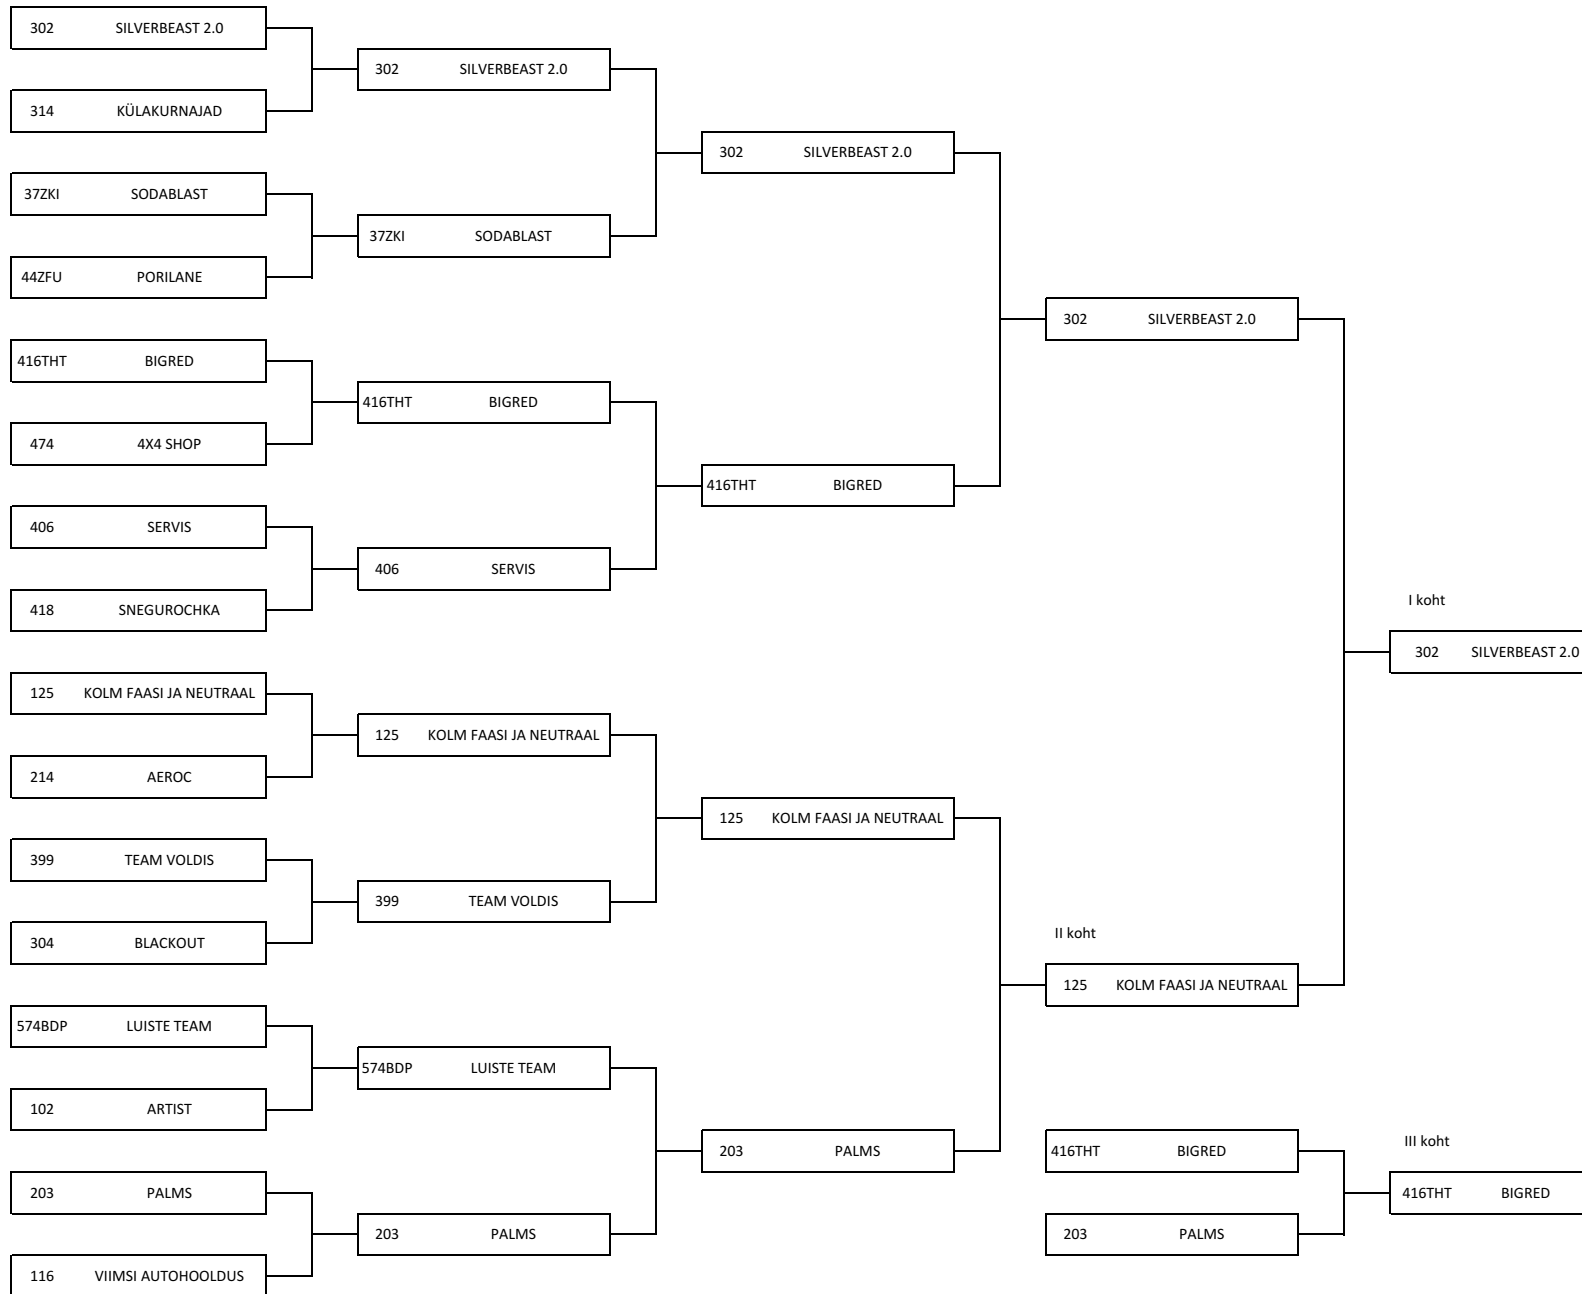 302 SILVERBEAST 2.0
314 KÜLAKURNAJAD
37ZKI SODABLAST
44ZFU PORILANE
416THT BIGRED
474 4X4 SHOP
406 SERVIS
418 SNEGUROCHKA
125 KOLM FAASI JA NEUTRAAL
214 AEROC
399 TEAM VOLDIS
304 BLACKOUT
574BDP LUISTE TEAM
102 ARTIST
203 PALMS
116 VIIMSI AUTOHOOLDUS
302 SILVERBEAST 2.0
37ZKI SODABLAST
416THT BIGRED
406 SERVIS
125 KOLM FAASI JA NEUTRAAL
399 TEAM VOLDIS
574BDP LUISTE TEAM
203 PALMS
302 SILVERBEAST 2.0
416THT BIGRED
125 KOLM FAASI JA NEUTRAAL
203 PALMS
302 SILVERBEAST 2.0
II koht
125 KOLM FAASI JA NEUTRAAL
416THT BIGRED
203 PALMS
I koht
302 SILVERBEAST 2.0
III koht
416THT BIGRED